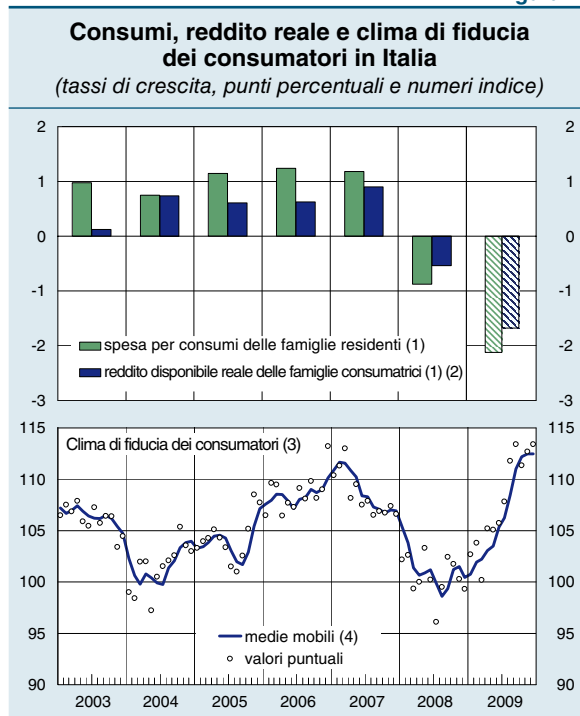 Consumi, reddito reale e clima di fiducia
dei consumatori in Italia
(tassi di crescita, punti percentuali e numeri indice)
2 2
1 1
0 0
-1 -1
-2 -2
-3 -3
spesa per consumi delle famiglie residenti (1)
reddito disponibile reale delle famiglie consumatrici (1) (2)
115 115
Clima di fiducia dei consumatori (3)
110 110
105 105
100 100
95 95
medie mobili (4)
valori puntuali
90 90
2003 2004 2005 2006 2007 2008 2009